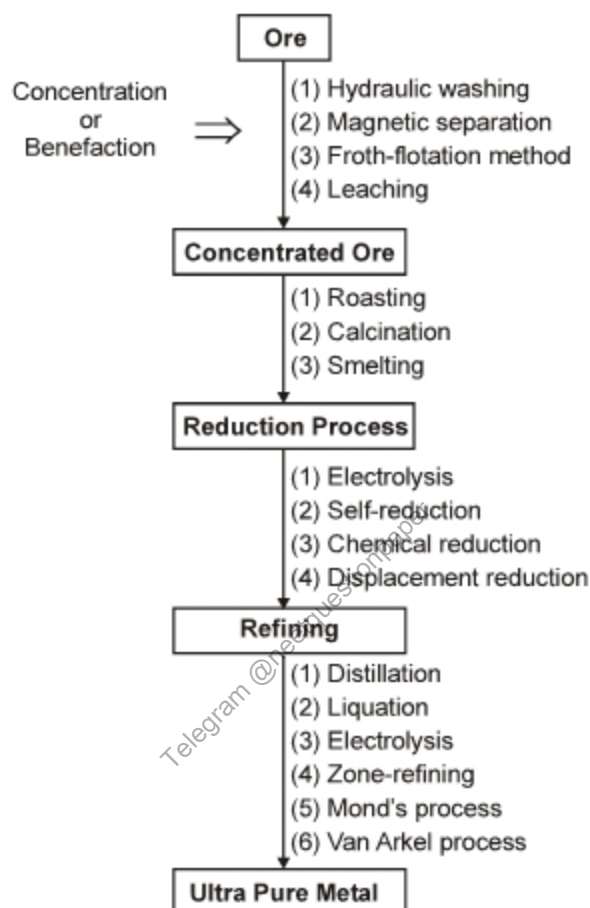 Ore
Concentration
or
Benefaction
⇒
(1) Hydraulic washing
(2) Magnetic separation
(3) Froth-flotation method
(4) Leaching
Concentrated Ore
(1) Roasting
(2) Calcination
(3) Smelting
Reduction Process
(1) Electrolysis
(2) Self-reduction
(3) Chemical reduction
(4) Displacement reduction
Refining
(1) Distillation
(2) Liquation
(3) Electrolysis
(4) Zone-refining
(5) Mond's process
(6) Van Arkel process
Ultra Pure Metal
Telegram @neetquestionpaper